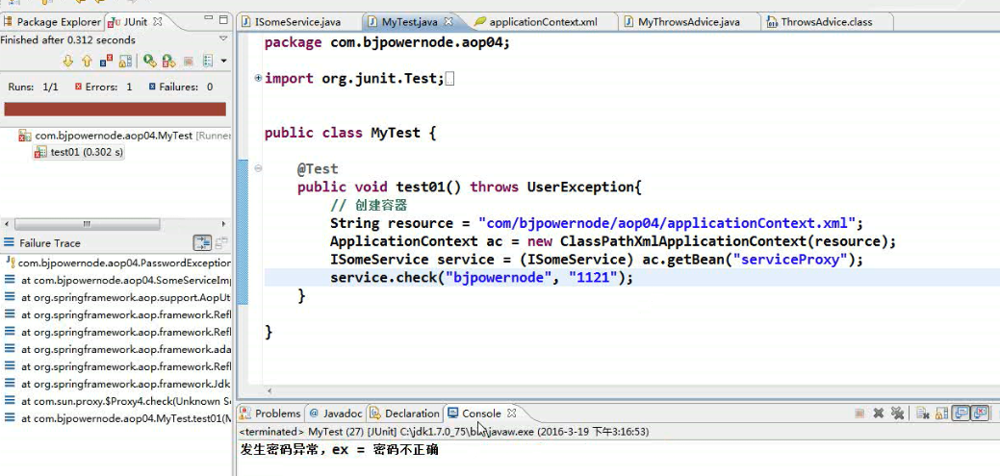 Package Explorer JUnit
Finished after 0.312 seconds
Runs: 1/1 Errors: 1 Failures: 0
com.bjpowernode.aop04.MyTest [Runner
test01 (0.302 s)
Failure Trace
com.bjpowernode.aop04.PasswordException
at com.bjpowernode.aop04.SomeServiceImp
at org.springframework.aop.support.AopUt
at org.springframework.aop.framework.Refl
at org.springframework.aop.framework.Refl
at org.springframework.aop.framework.ada
at org.springframework.aop.framework.Refl
at org.springframework.aop.framework.Jdk
at com.sun.proxy.$Proxy4.check(Unknown S
at com.bjpowernode.aop04.MyTest.test01(M
ISomeService.java MyTest.java applicationContext.xml MyThrowsAdvice.java ThrowsAdvice.class
package com.bjpowernode.aop04;
import org.junit.Test;
public class MyTest {
@Test
public void test01() throws UserException{
// 创建容器
String resource = "com/bjpowernode/aop04/applicationContext.xml";
ApplicationContext ac = new ClassPathXmlApplicationContext(resource);
ISomeService service = (ISomeService) ac.getBean("serviceProxy");
service.check("bjpowernode", "1121");
}
}
Problems Javadoc Declaration Console
<terminated> MyTest (27) [JUnit] C:\jdk1.7.0_75\bin\javaw.exe (2016-3-19 下午3:16:53)
发生密码异常，ex = 密码不正确